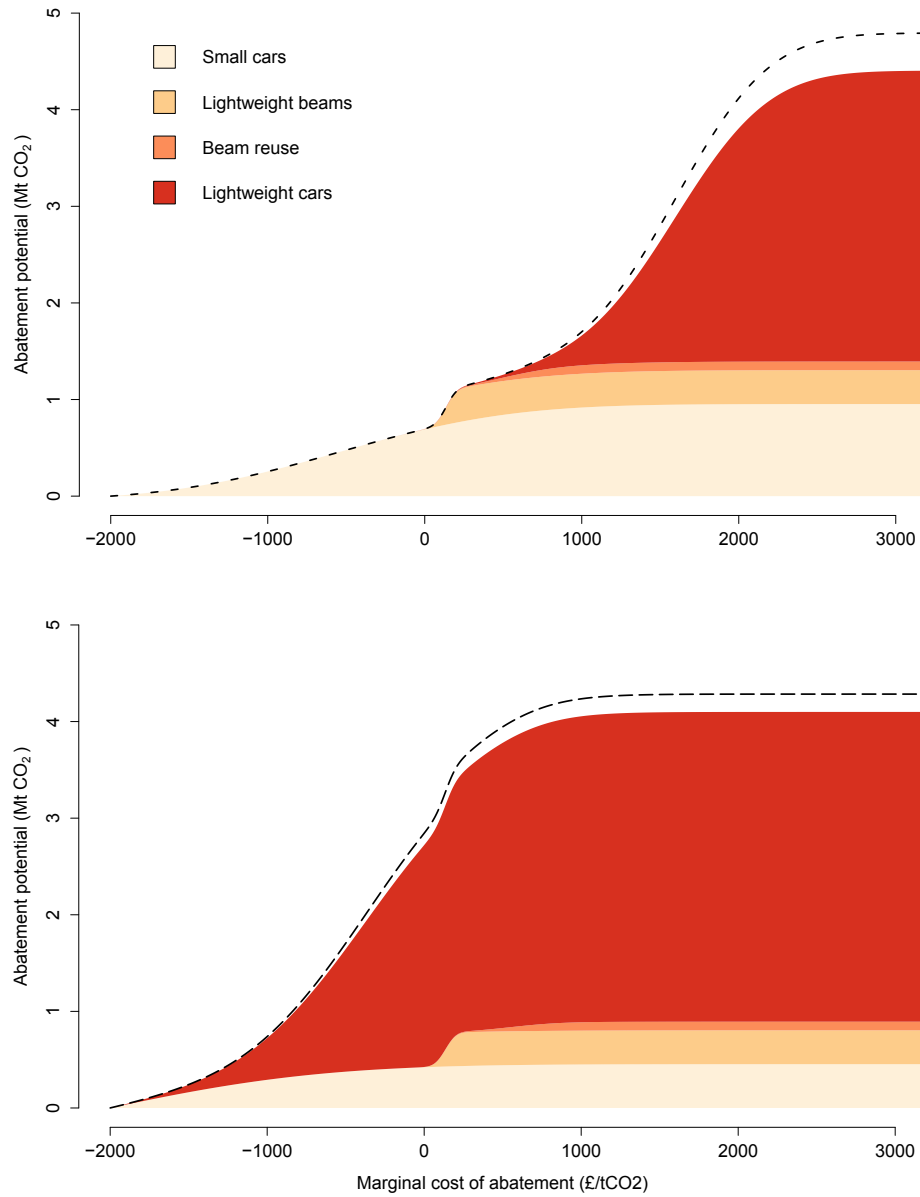 5
4
3
2
1
0
Abatement potential (Mt CO₂)
Small cars
Lightweight beams
Beam reuse
Lightweight cars
−2000 −1000 0 1000 2000 3000
5
4
3
2
1
0
Abatement potential (Mt CO₂)
−2000 −1000 0 1000 2000 3000
Marginal cost of abatement (£/tCO2)